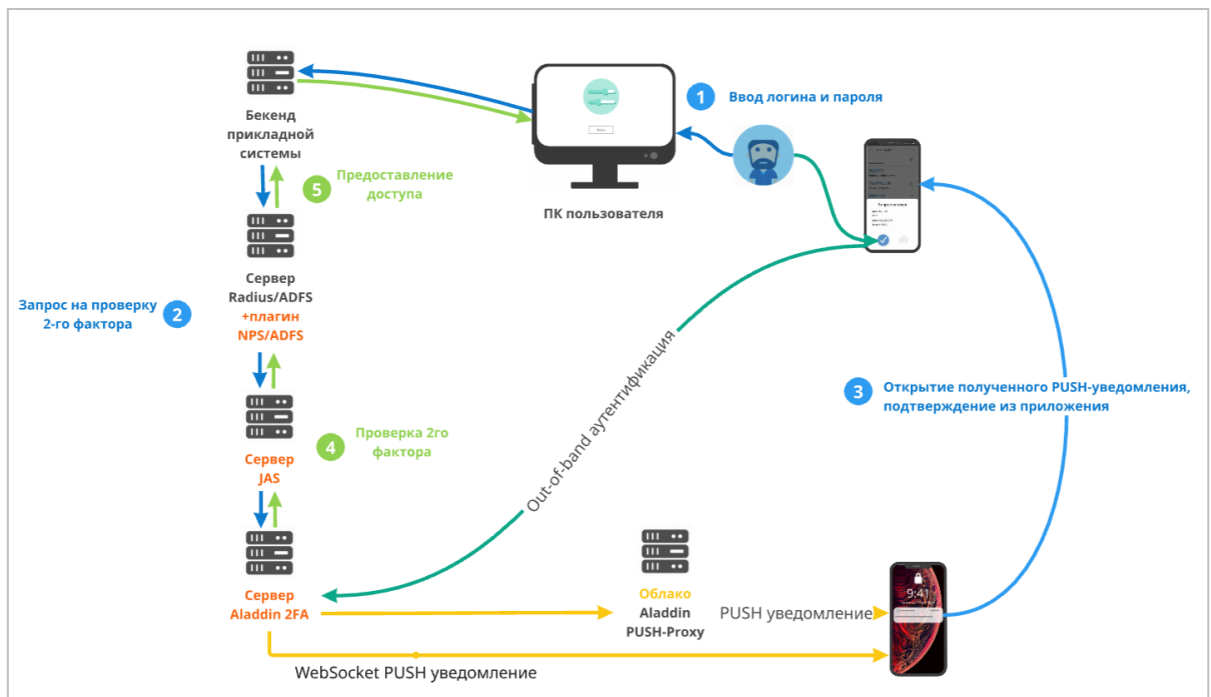 1
Ввод логина и пароля
Бекенд
прикладной
системы
5
Предоставление
доступа
ПК пользователя
Сервер
Radius/ADFS
+плагин
NPS/ADFS
Запрос на проверку
2-го фактора
2
Out-of-band аутентификация
3
Открытие полученного PUSH-уведомления,
подтверждение из приложения
4
Проверка 2го
фактора
Сервер
JAS
Сервер
Aladdin 2FA
Облако
Aladdin
PUSH-Proxy
PUSH уведомление
9:41
WebSocket PUSH уведомление